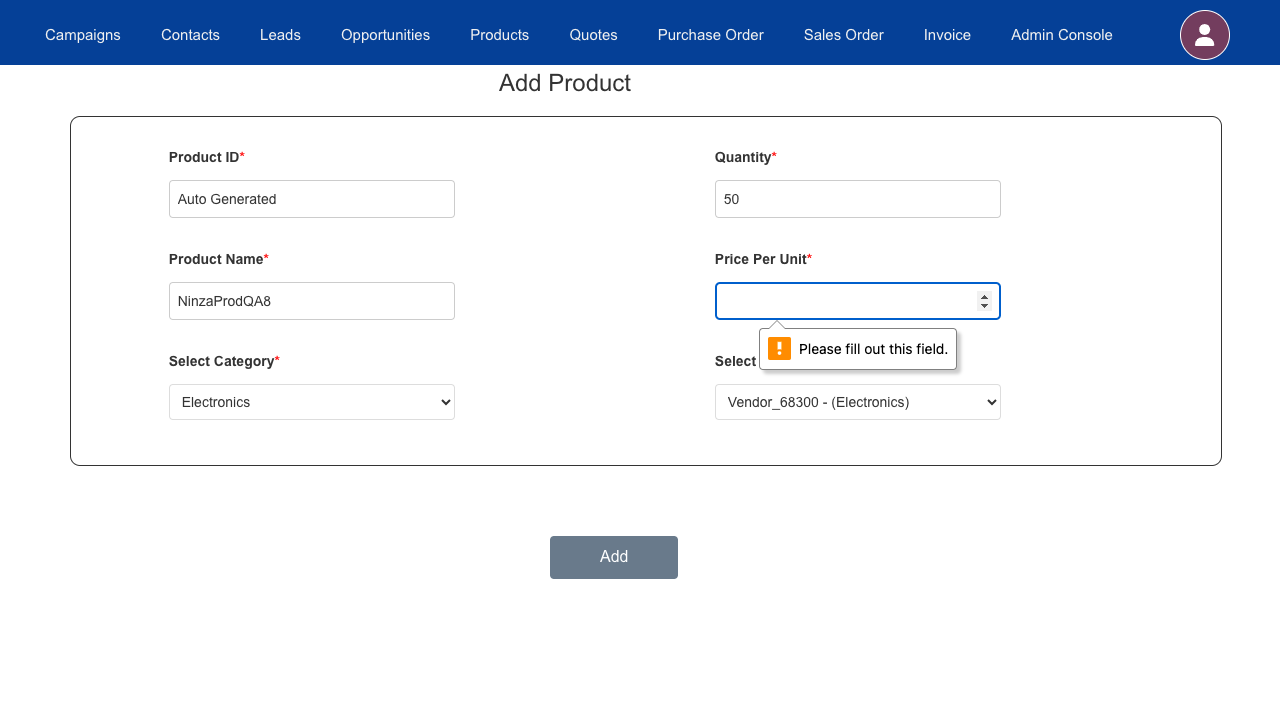 Campaigns Contacts Leads Opportunities Products Quotes Purchase Order Sales Order Invoice Admin Console
Add Product
Product ID*
Auto Generated
Quantity*
50
Product Name*
NinzaProdQA8
Price Per Unit*
Please fill out this field.
Select Category*
Electronics
Select
Vendor_68300 - (Electronics)
Add